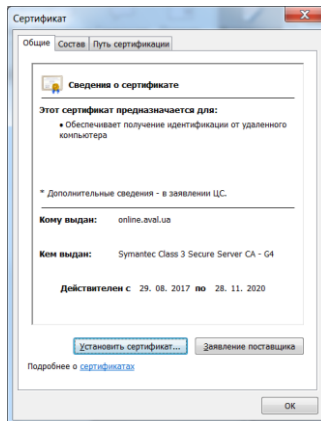 Сертификат
Общие Состав Путь сертификации
Сведения о сертификате
Этот сертификат предназначается для:
• Обеспечивает получение идентификации от удаленного
компьютера
* Дополнительные сведения - в заявлении ЦС.
Кому выдан: online.aval.ua
Кем выдан: Symantec Class 3 Secure Server CA - G4
Действителен с 29. 08. 2017 по 28. 11. 2020
Установить сертификат... Заявление поставщика
Подробнее о сертификатах
ОК